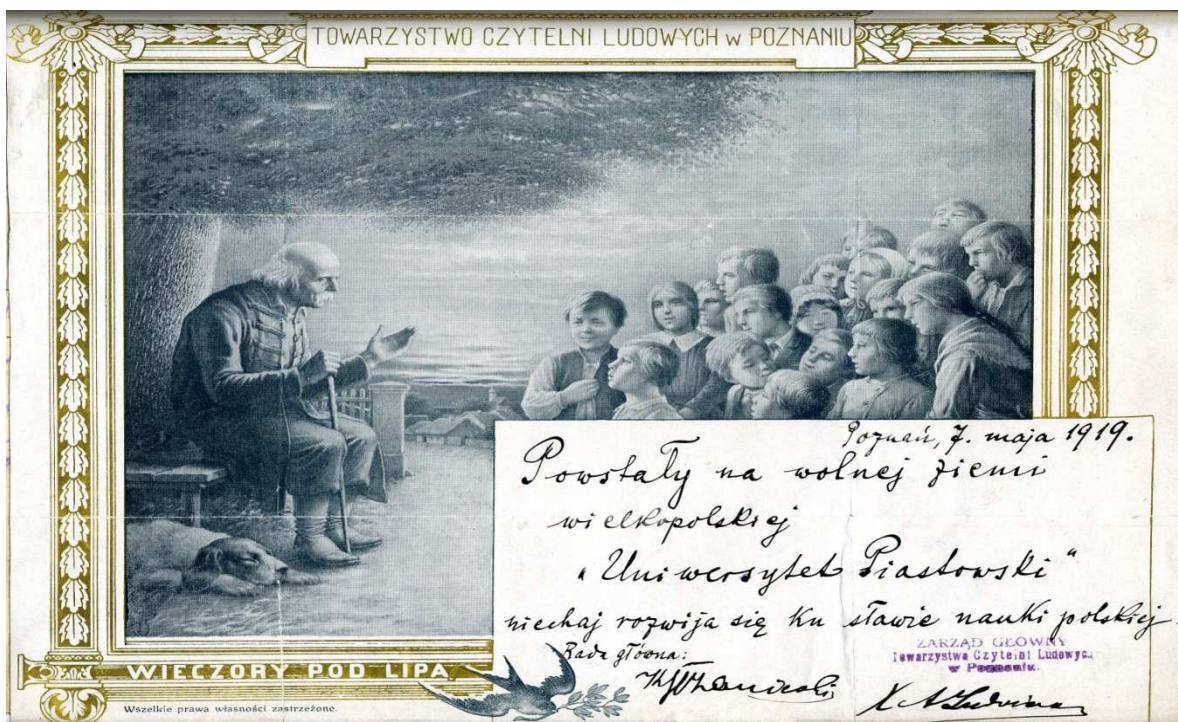 TOWARZYSTWO CZYTELNI LUDOWYCH w POZNANIU
Poznań, 7. maja 1919.
Powstały na wolnej ziemi
wielkopolskiej
„Uniwersytet Piastowski"
niechaj rozwija się ku sławie nauki polskiej.
Rada główna:
ZARZĄD GŁÓWNY
Towarzystwa Czytelni Ludowych
w Poznaniu.
WIECZORY POD LIPĄ
Wszelkie prawa własności zastrzeżone.